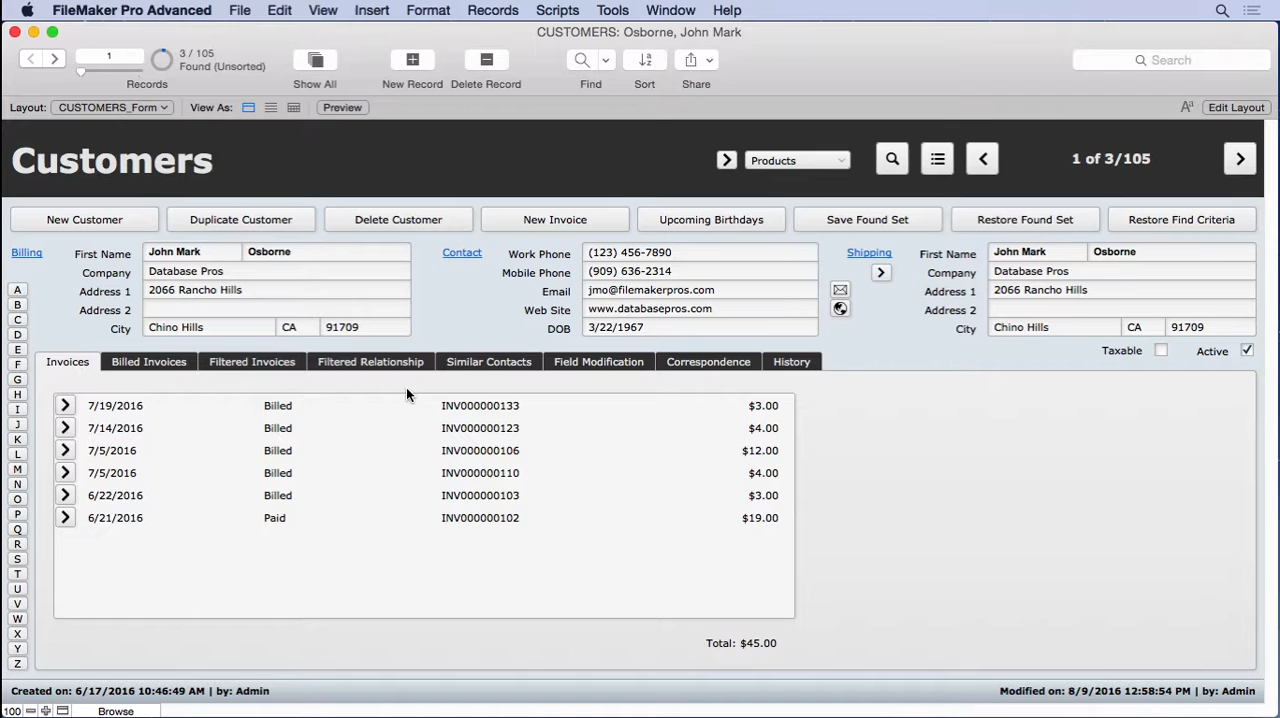 FileMaker Pro Advanced File Edit View Insert Format Records Scripts Tools Window Help
CUSTOMERS: Osborne, John Mark
1
3 / 105
Found (Unsorted)
Records
Show All
New Record
Delete Record
Find
Sort
Share
Search
Layout: CUSTOMERS_Form View As: Preview Aa Edit Layout
Customers
Products
1 of 3/105
New Customer Duplicate Customer Delete Customer New Invoice Upcoming Birthdays Save Found Set Restore Found Set Restore Find Criteria
Billing
First Name John Mark Osborne
Company Database Pros
Address 1 2066 Rancho Hills
Address 2
City Chino Hills CA 91709
Contact
Work Phone (123) 456-7890
Mobile Phone (909) 636-2314
Email jmo@filemakerpros.com
Web Site www.databasepros.com
DOB 3/22/1967
Shipping
First Name John Mark Osborne
Company Database Pros
Address 1 2066 Rancho Hills
Address 2
City Chino Hills CA 91709
Taxable Active
A
B
C
D
E
F
G
H
I
J
K
L
M
N
O
P
Q
R
S
T
U
V
W
X
Y
Z
Invoices Billed Invoices Filtered Invoices Filtered Relationship Similar Contacts Field Modification Correspondence History
7/19/2016 Billed INV000000133 $3.00
7/14/2016 Billed INV000000123 $4.00
7/5/2016 Billed INV000000106 $12.00
7/5/2016 Billed INV000000110 $4.00
6/22/2016 Billed INV000000103 $3.00
6/21/2016 Paid INV000000102 $19.00
Total: $45.00
Created on: 6/17/2016 10:46:49 AM | by: Admin
Modified on: 8/9/2016 12:58:54 PM | by: Admin
100 Browse